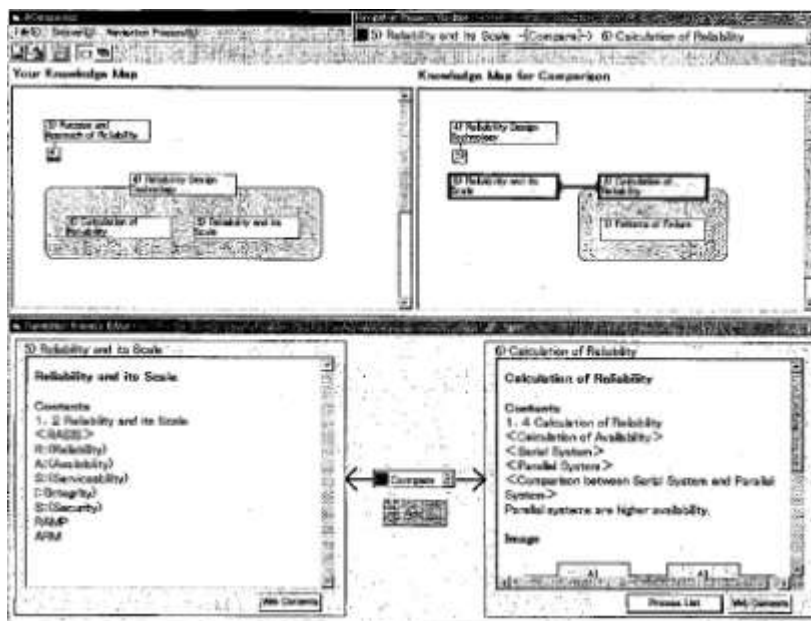 5) Reliability and its Scale -[Compare]-> 6) Calculation of Reliability
Your Knowledge Map
Knowledge Map for Comparison
Approach of Reliability
4) Reliability Design
Technology
Calculation of
Reliability
5) Reliability and its
Scale
4) Reliability Design
Technology
5) Reliability and its
Scale
Calculation of
Reliability
Patterns of Failure
5) Reliability and its Scale
Reliability and its Scale
Contents
1. 2 Reliability and its Scale
<RASIS>
R:(Reliability)
A:(Availability)
S:(Serviceability)
I:(Integrity)
S:(Security)
RAMP
ARM
Web Contents
Compare
6) Calculation of Reliability
Calculation of Reliability
Contents
1. 4 Calculation of Reliability
<Calculation of Availability>
<Serial System>
<Parallel System>
<Comparison between Serial System and Parallel
System>
Parallel systems are higher availability.
Image
Process List
Web Contents